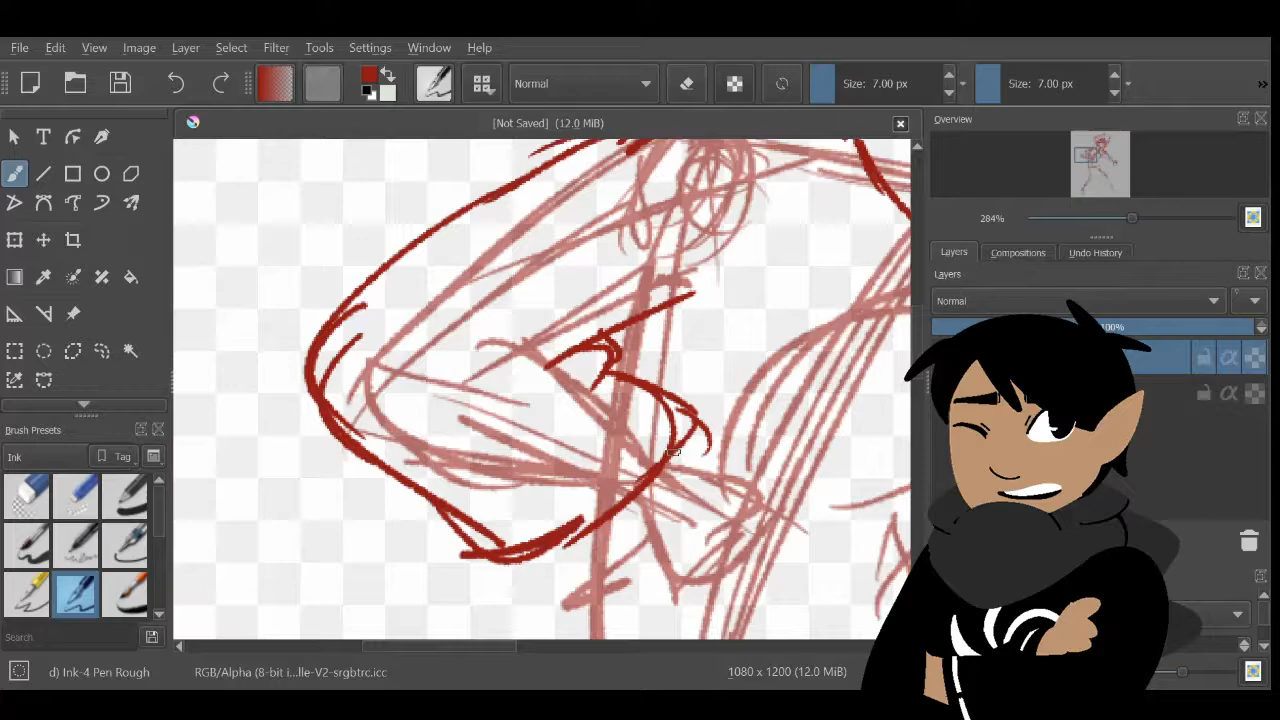 File Edit View Image Layer Select Filter Tools Settings Window Help
Normal Size: 7.00 px Size: 7.00 px »
[Not Saved] (12.0 MiB)
Overview
284%
Layers Compositions Undo History
Layers
Normal
100%
Brush Presets
Ink Tag
Search
d) Ink-4 Pen Rough RGB/Alpha (8-bit i...lle-V2-srgbtrc.icc 1080 x 1200 (12.0 MiB)